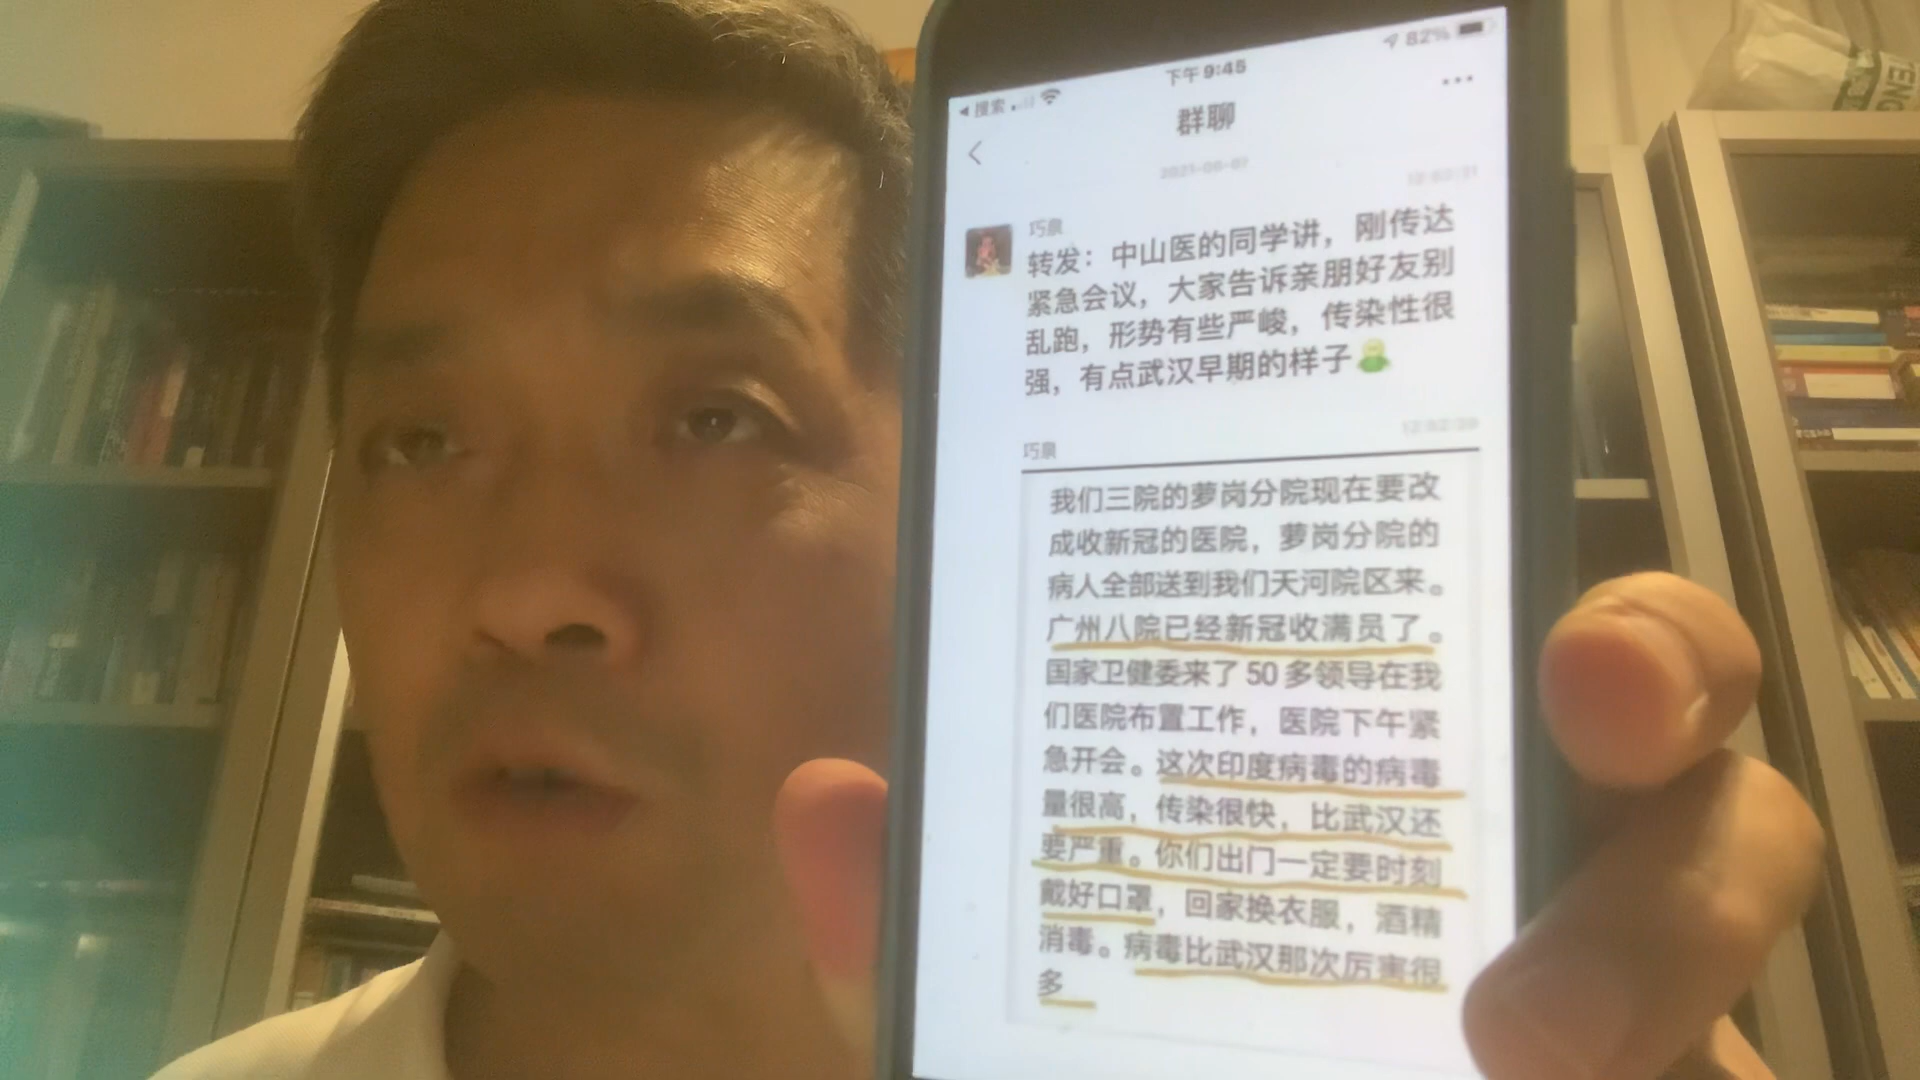 82%
下午9:45
搜索
群聊
2021-06-07
巧泉
转发：中山医的同学讲，刚传达
紧急会议，大家告诉亲朋好友别
乱跑，形势有些严峻，传染性很
强，有点武汉早期的样子
巧泉
我们三院的萝岗分院现在要改
成收新冠的医院，萝岗分院的
病人全部送到我们天河院区来。
广州八院已经新冠收满员了。
国家卫健委来了50多领导在我
们医院布置工作，医院下午紧
急开会。这次印度病毒的病毒
量很高，传染很快，比武汉还
要严重。你们出门一定要时刻
戴好口罩，回家换衣服，酒精
消毒。病毒比武汉那次厉害很
多